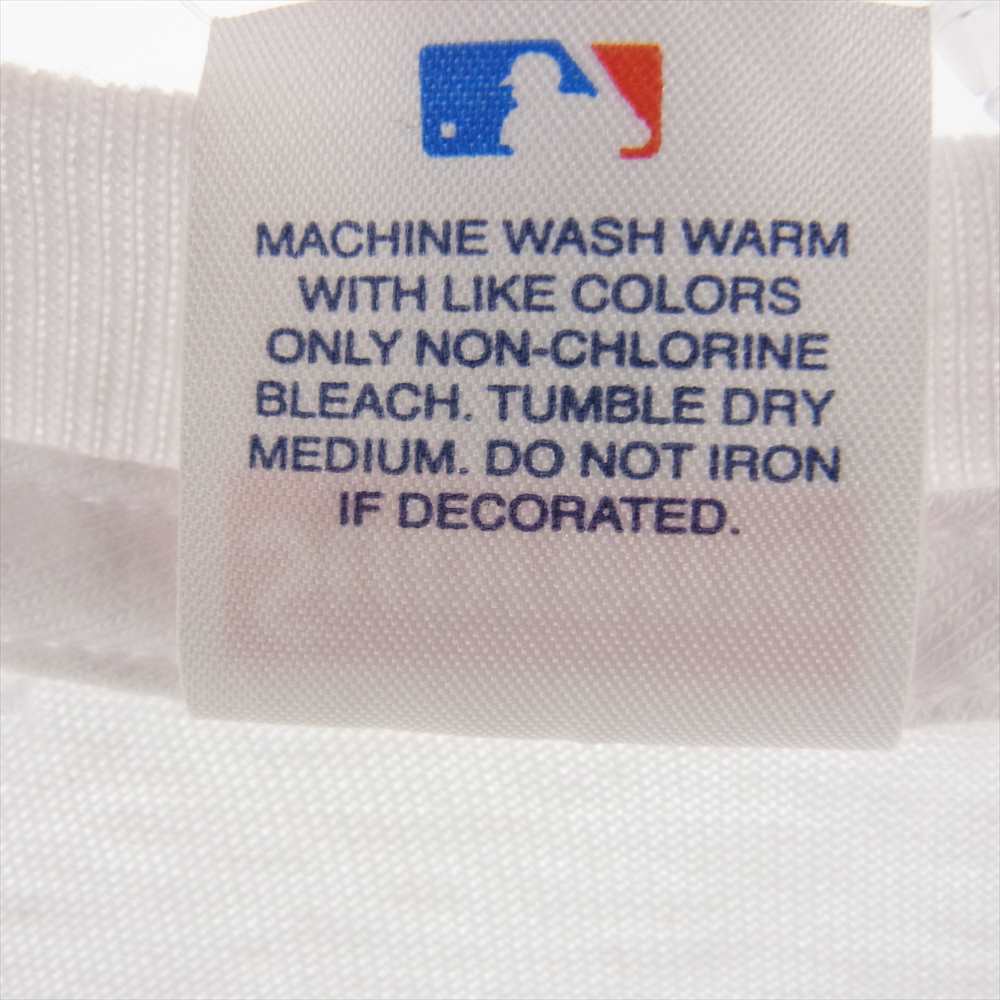 MACHINE WASH WARM
WITH LIKE COLORS
ONLY NON-CHLORINE
BLEACH. TUMBLE DRY
MEDIUM. DO NOT IRON
IF DECORATED.